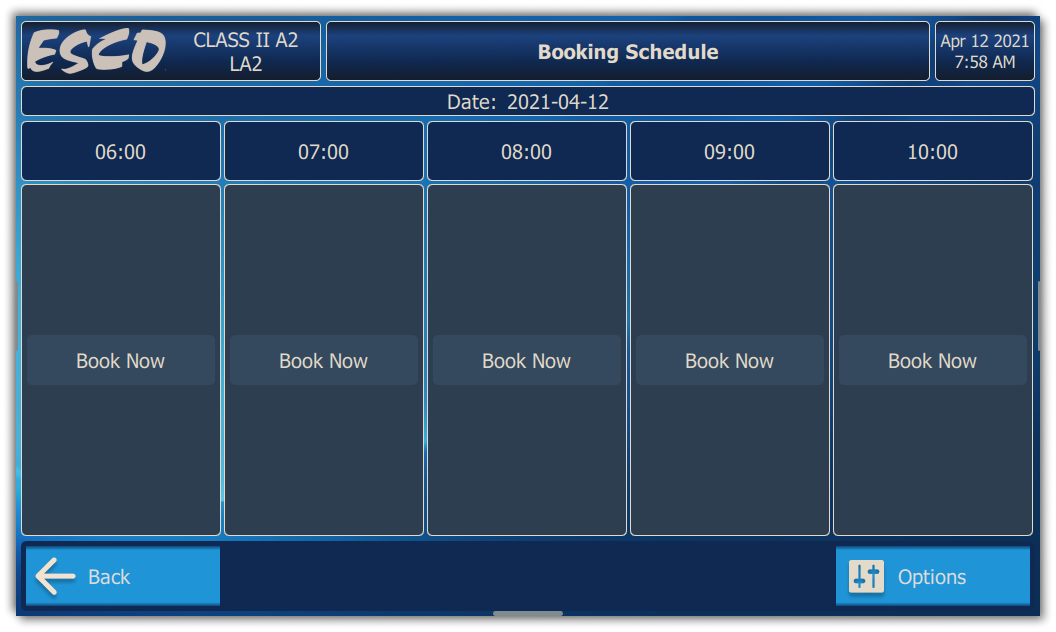 ESCO
CLASS II A2
LA2
Booking Schedule
Apr 12 2021
7:58 AM
Date: 2021-04-12
06:00
07:00
08:00
09:00
10:00
Book Now
Book Now
Book Now
Book Now
Book Now
Back
Options